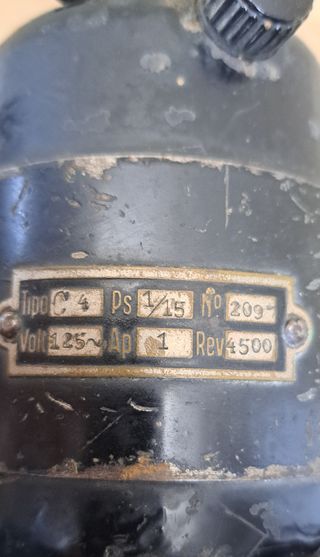 Tipo C 4 Ps 1/15 No 209
Volt 125~ Ap 1 Rev 4500